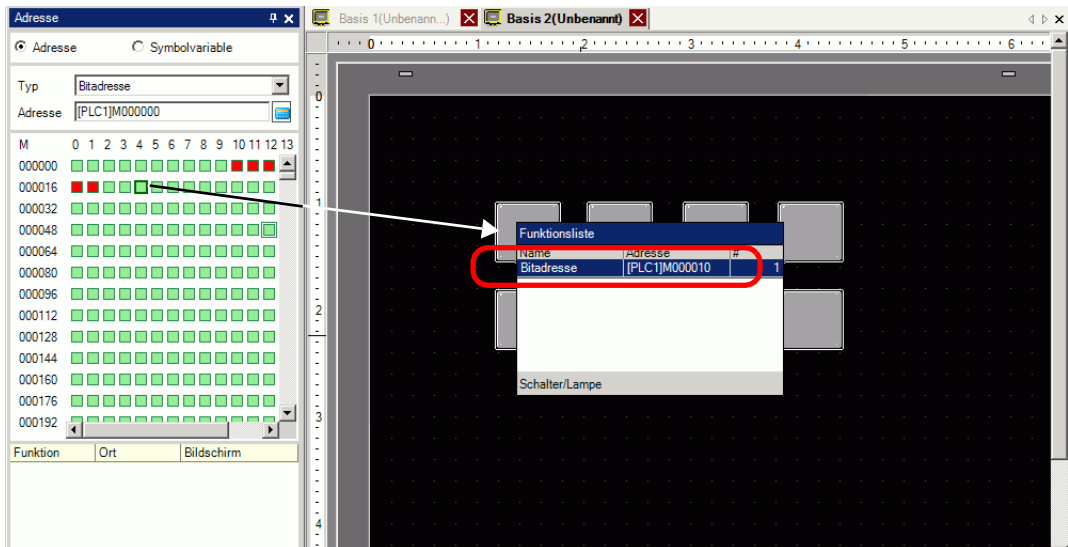 Adresse
Basis 1(Unbenann...) Basis 2(Unbenannt)
Adresse Symbolvariable
0 1 2 3 4 5 6
Typ Bitadresse
Adresse [PLC1]M000000
M 0 1 2 3 4 5 6 7 8 9 10 11 12 13
000000
000016
000032
000048
000064
000080
000096
000112
000128
000144
000160
000176
000192
Funktion Ort Bildschirm
0
1
2
3
4
Funktionsliste
Name Adresse #
Bitadresse [PLC1]M000010 1
Schalter/Lampe